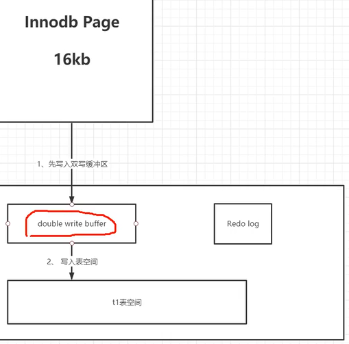 Innodb Page
16kb
1、先写入双写缓冲区
double write buffer
Redo log
2、 写入表空间
t1表空间